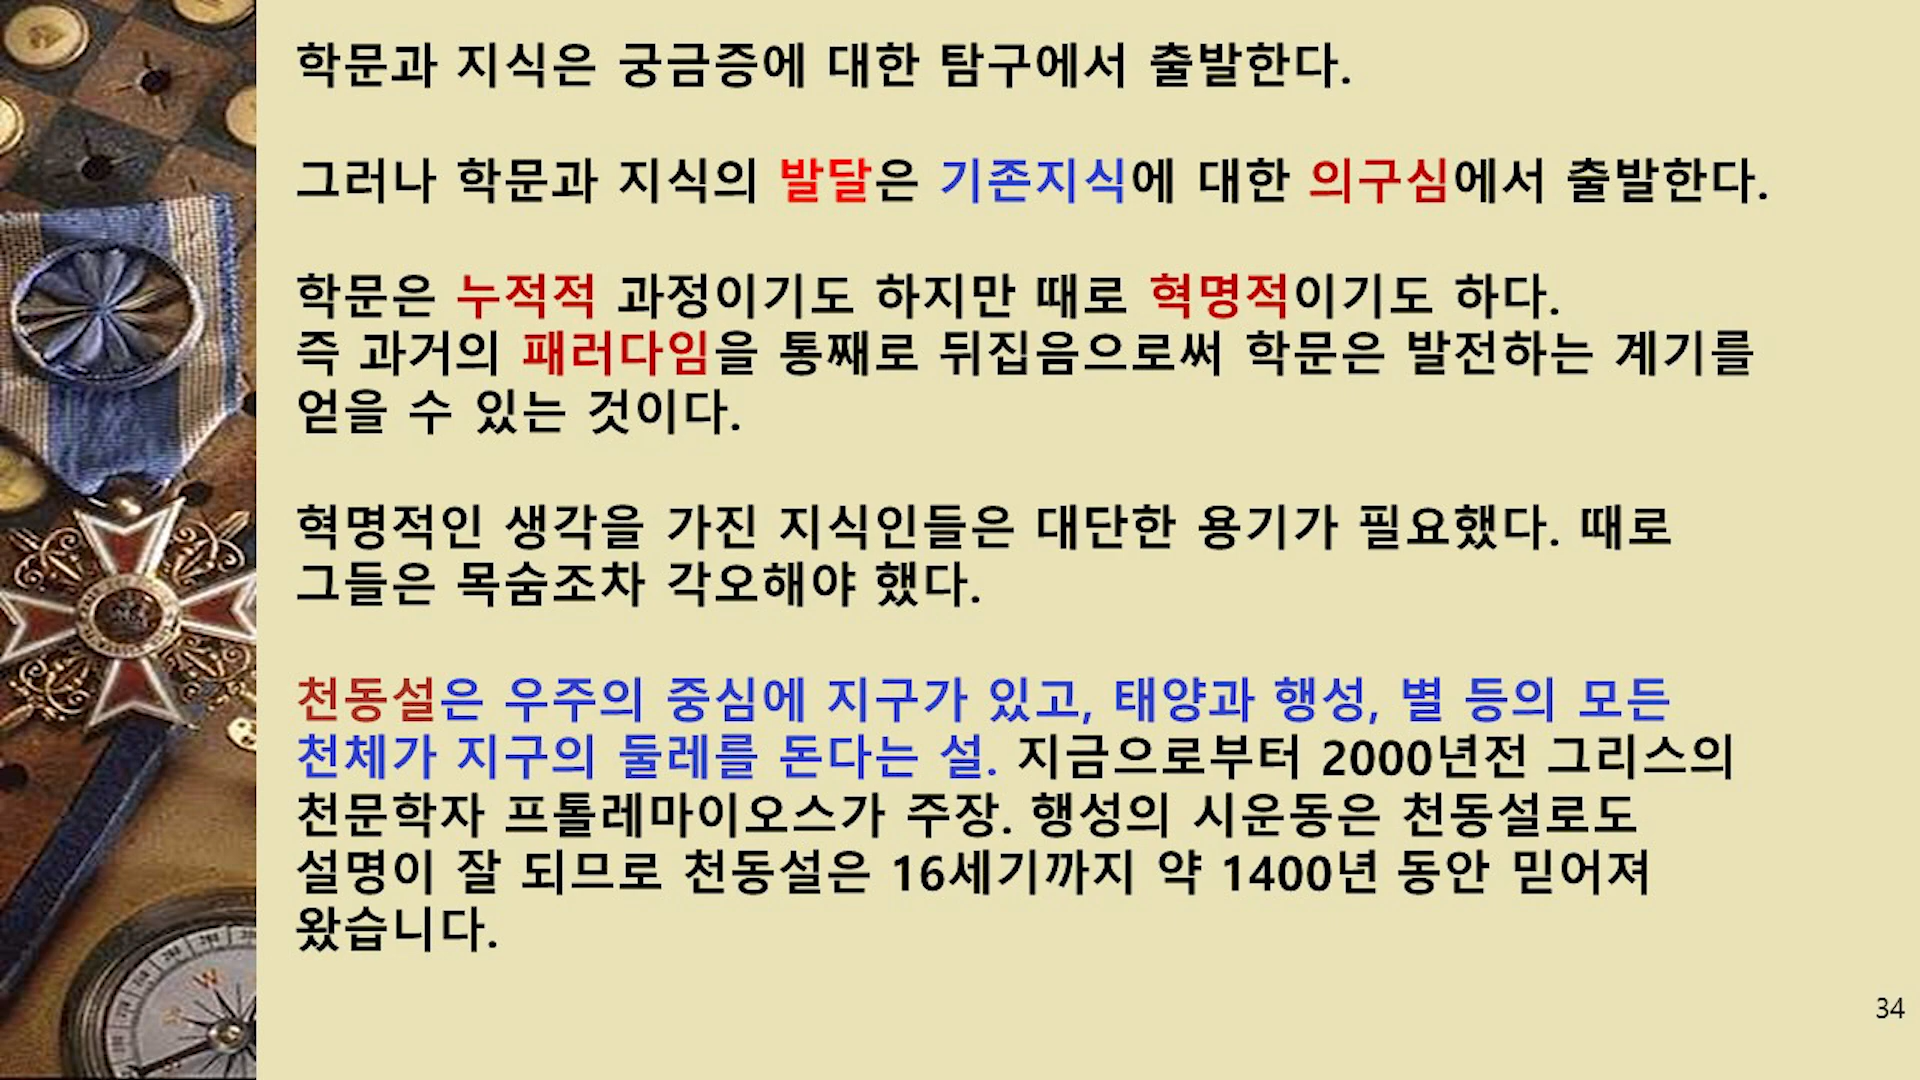 학문과 지식은 궁금증에 대한 탐구에서 출발한다.
그러나 학문과 지식의 발달은 기존지식에 대한 의구심에서 출발한다.
학문은 누적적 과정이기도 하지만 때로 혁명적이기도 하다.
즉 과거의 패러다임을 통째로 뒤집음으로써 학문은 발전하는 계기를
얻을 수 있는 것이다.
혁명적인 생각을 가진 지식인들은 대단한 용기가 필요했다. 때로
그들은 목숨조차 각오해야 했다.
천동설은 우주의 중심에 지구가 있고, 태양과 행성, 별 등의 모든
천체가 지구의 둘레를 돈다는 설. 지금으로부터 2000년전 그리스의
천문학자 프톨레마이오스가 주장. 행성의 시운동은 천동설로도
설명이 잘 되므로 천동설은 16세기까지 약 1400년 동안 믿어져
왔습니다.
34